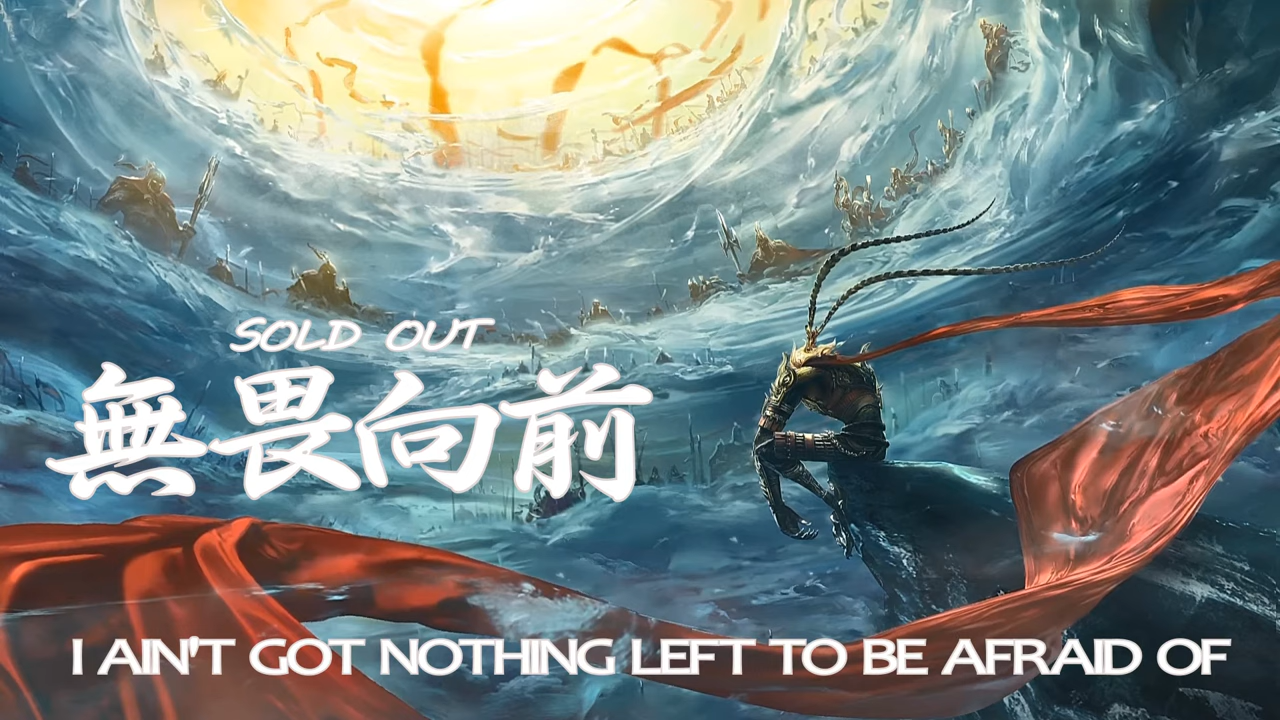 SOLD OUT
無畏向前
I AIN'T GOT NOTHING LEFT TO BE AFRAID OF